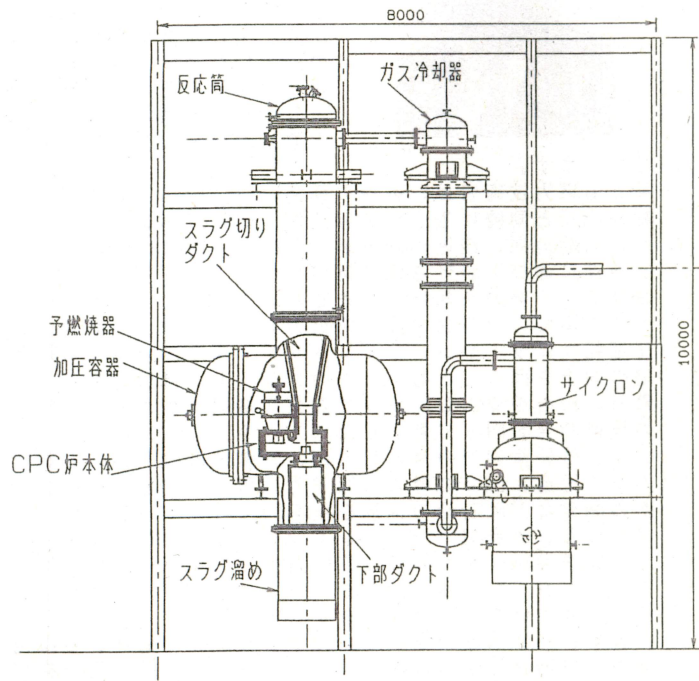 8000
反応筒
ガス冷却器
スラグ切り
ダクト
予燃焼器
加圧容器
10000
サイクロン
CPC炉本体
スラグ溜め
下部ダクト